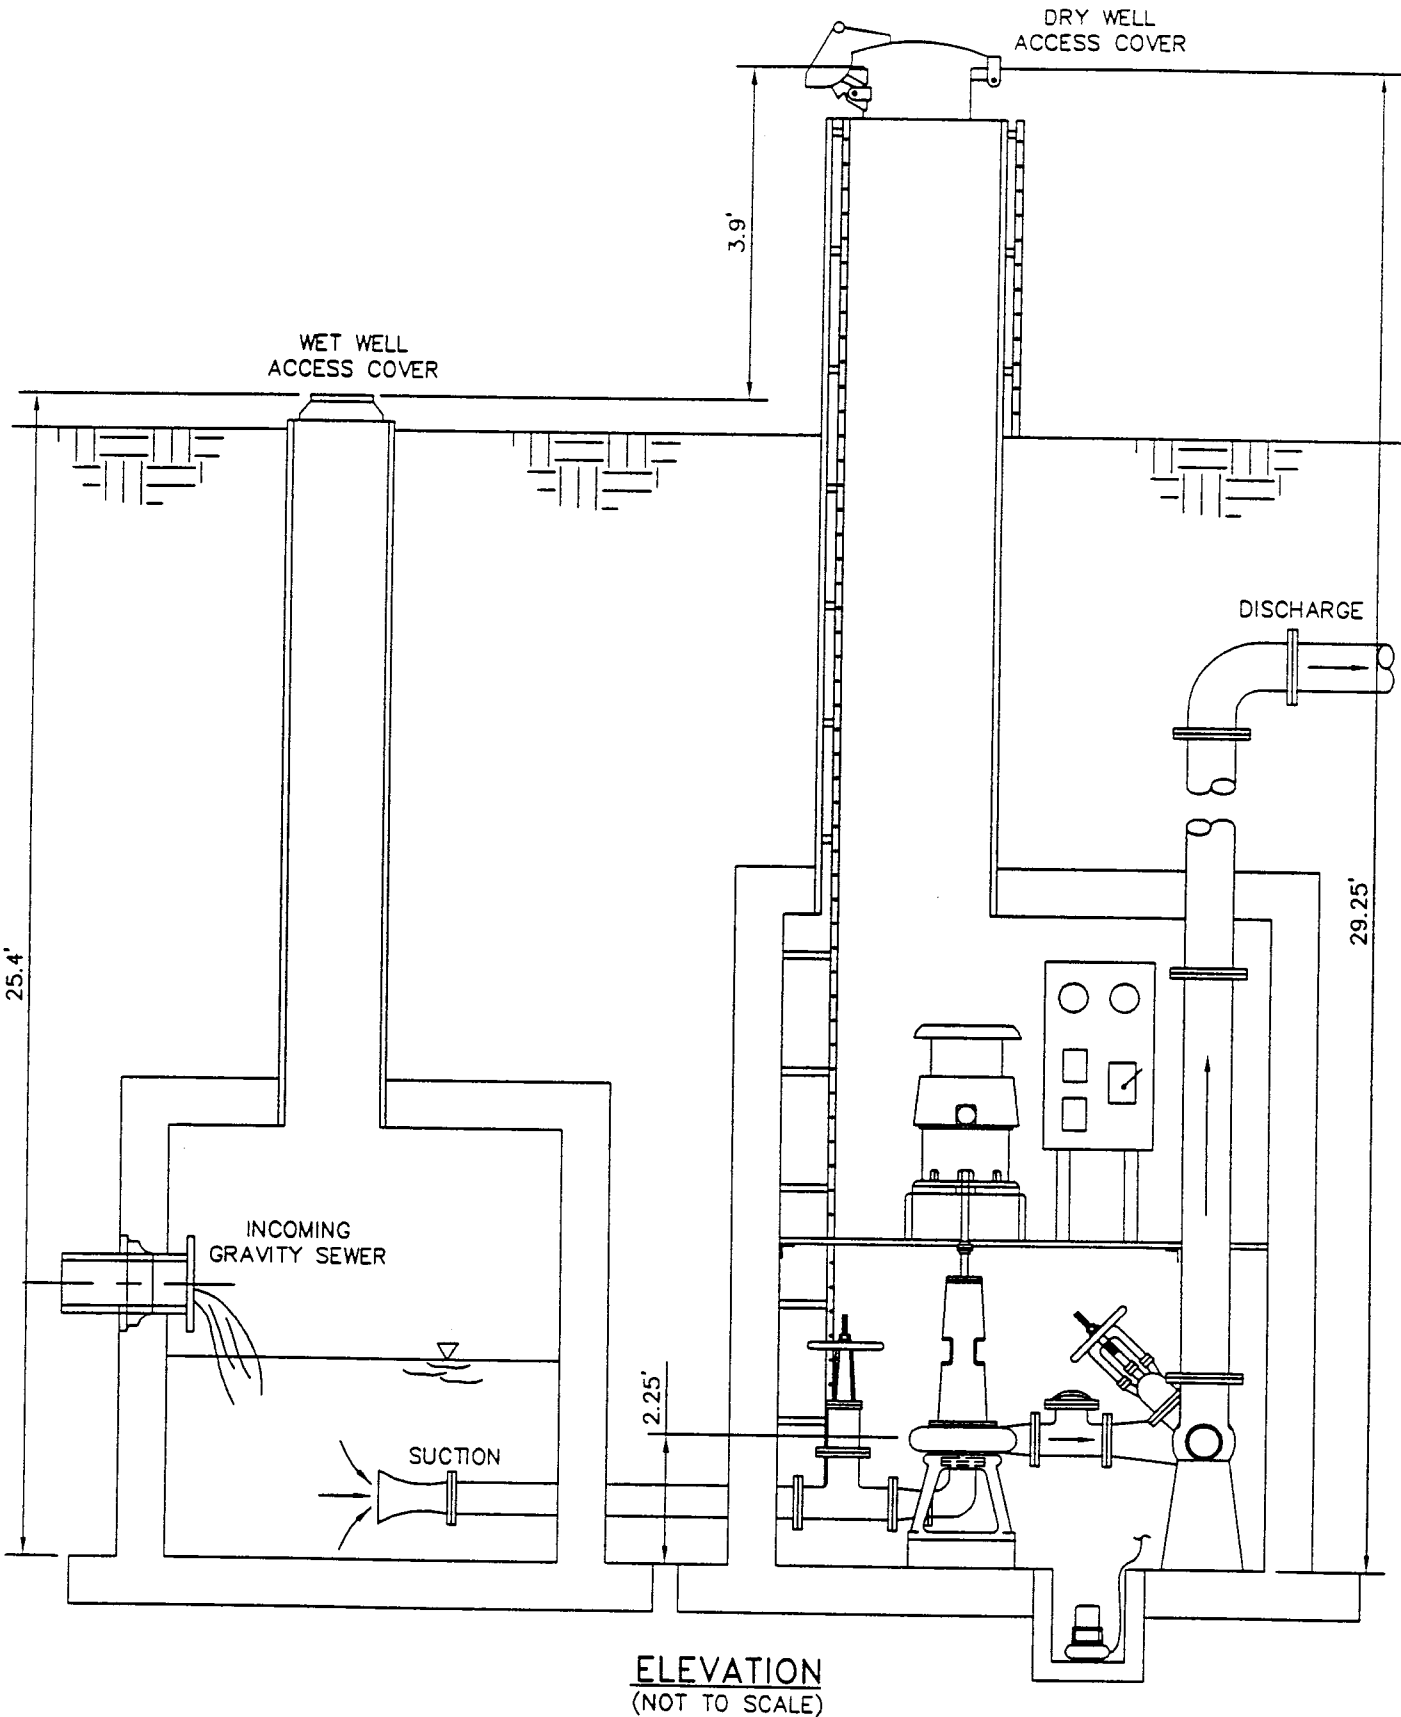 DRY WELL
ACCESS COVER
3.9'
WET WELL
ACCESS COVER
DISCHARGE
29.25'
25.4'
INCOMING
GRAVITY SEWER
2.25'
SUCTION
ELEVATION
(NOT TO SCALE)